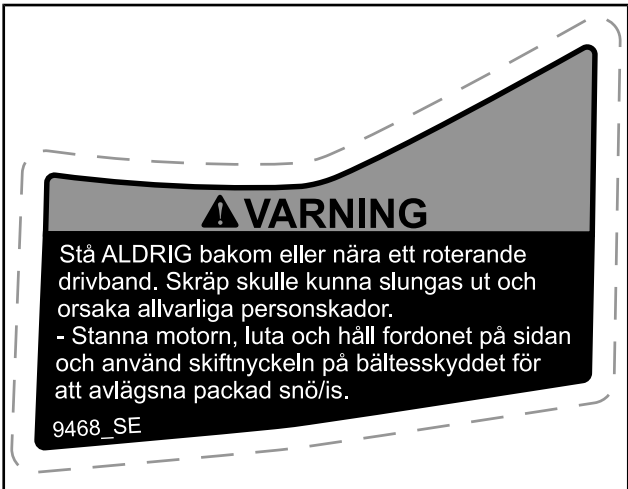 VARNING
Stå ALDRIG bakom eller nära ett roterande
drivband. Skräp skulle kunna slungas ut och
orsaka allvarliga personskador.
- Stanna motorn, luta och håll fordonet på sidan
och använd skiftnyckeln på bältesskyddet för
att avlägsna packad snö/is.
9468_SE